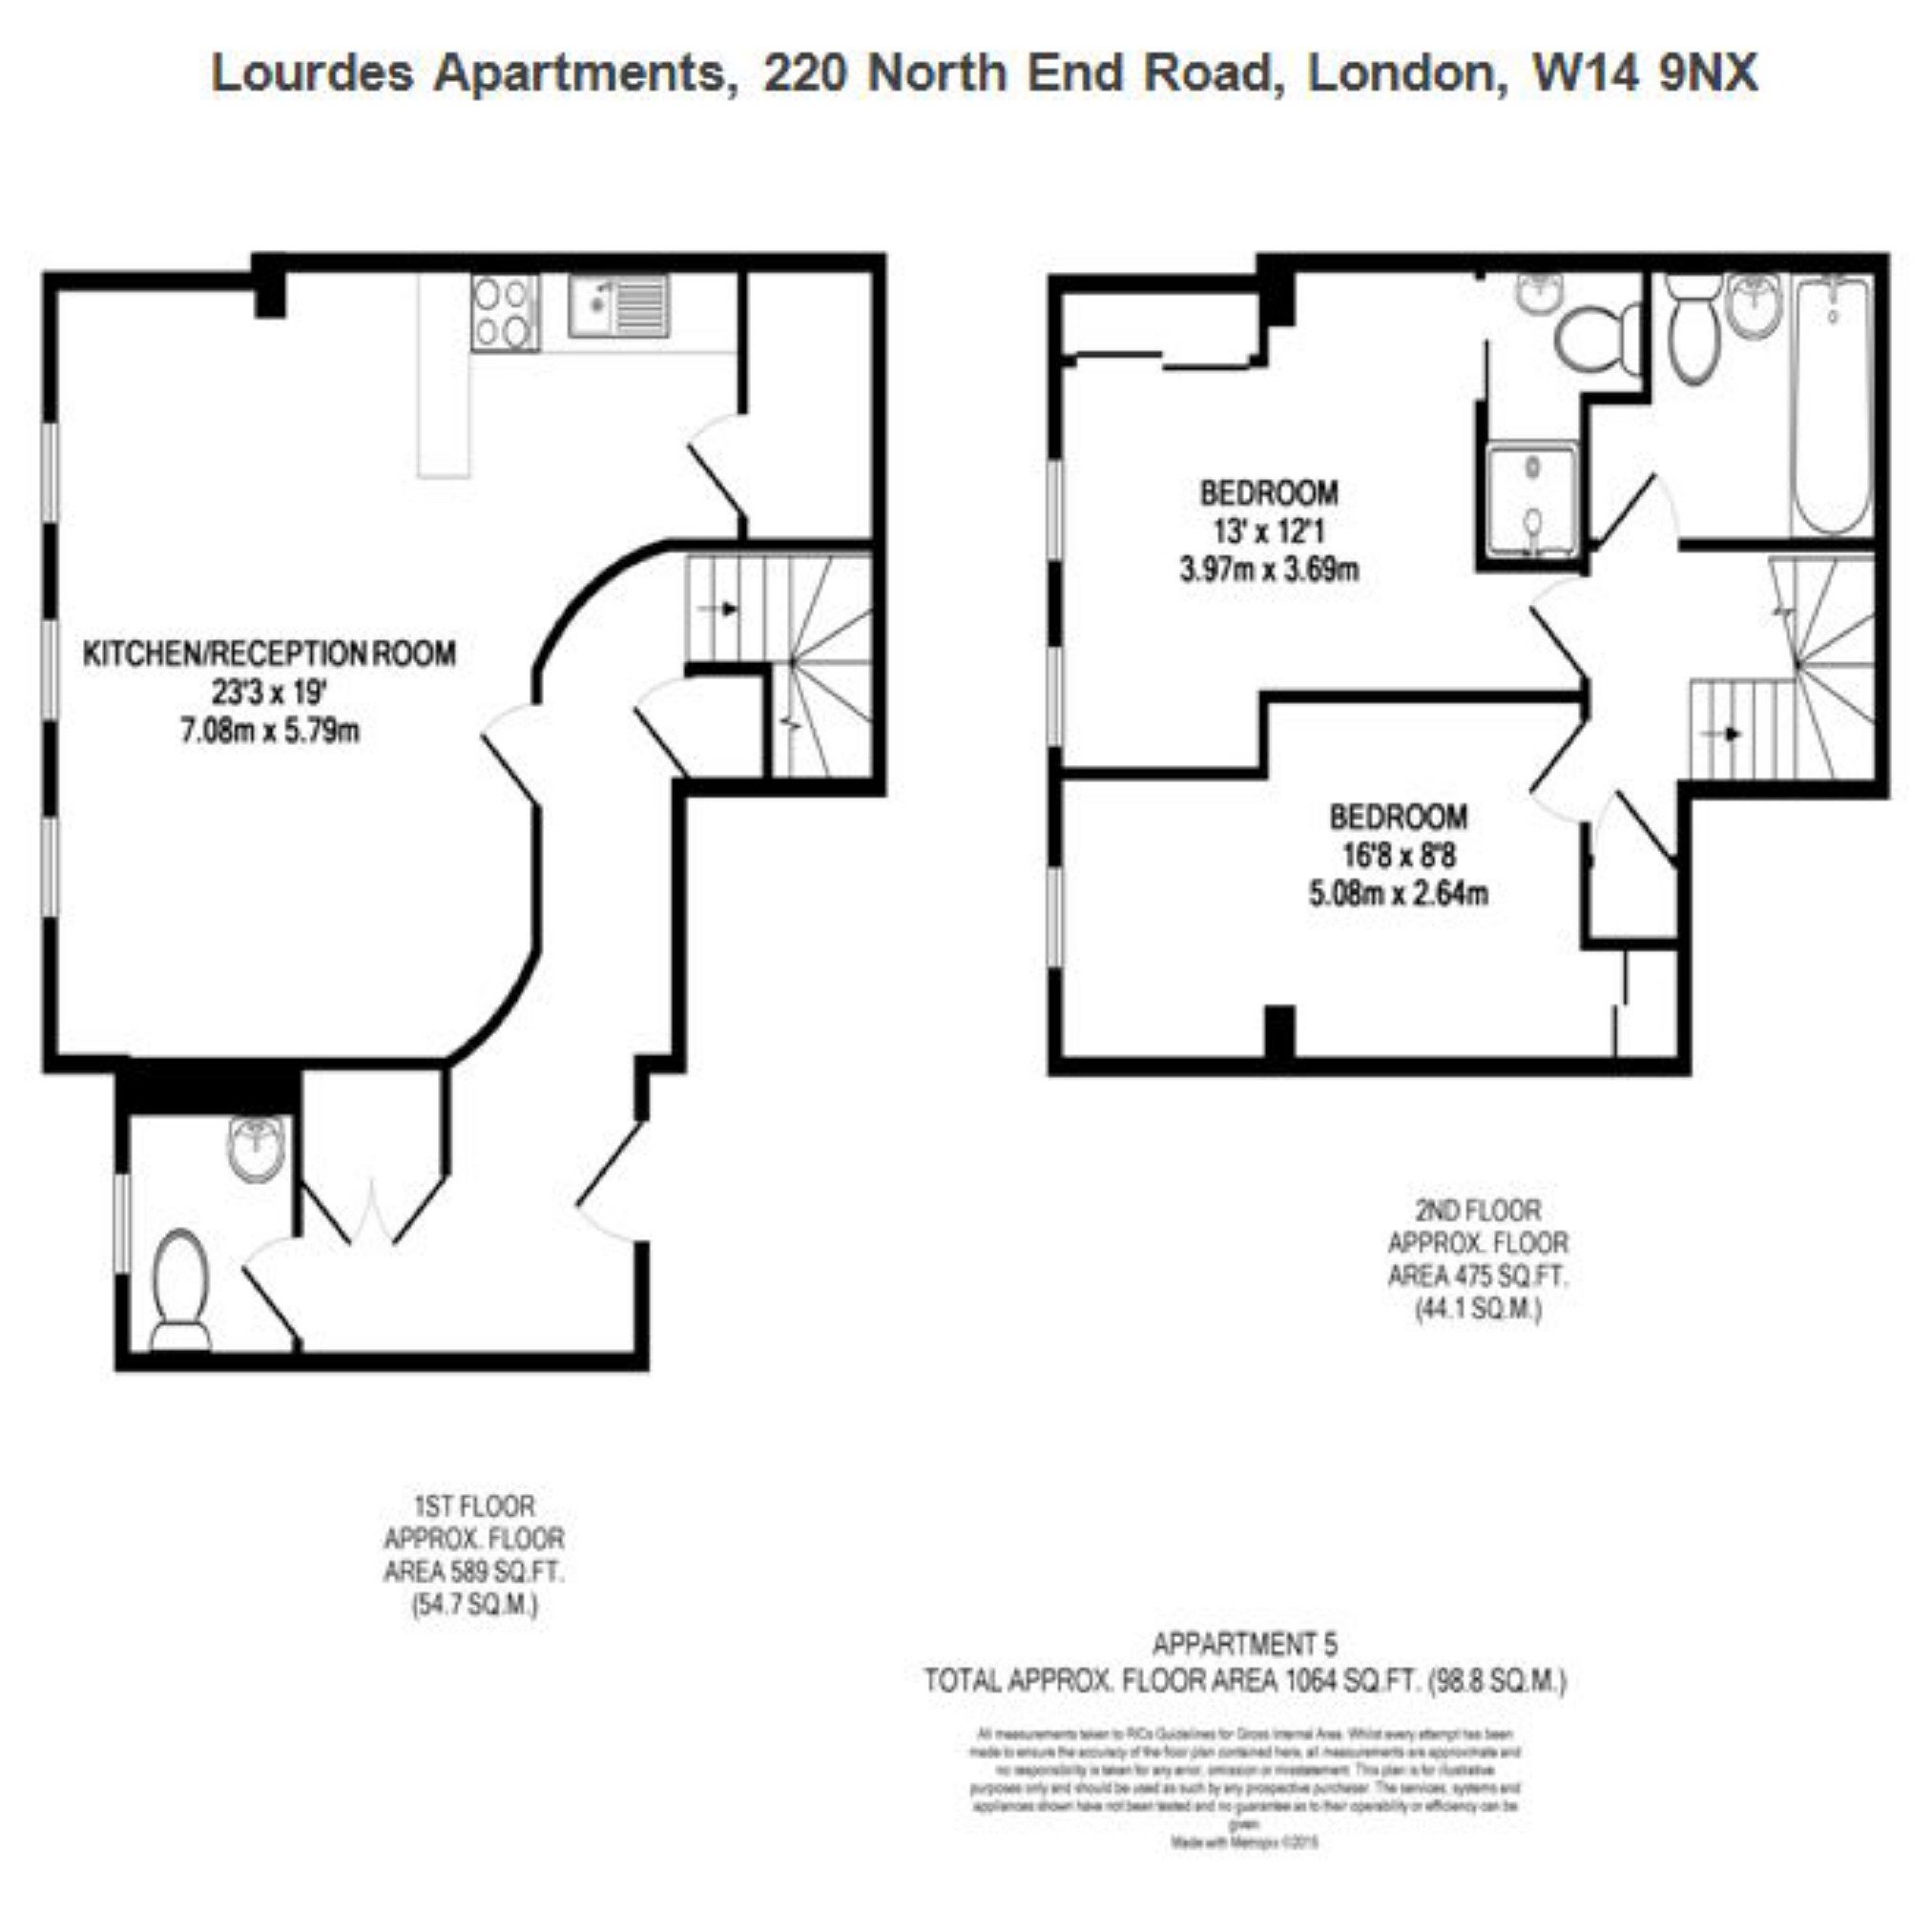 Lourdes Apartments, 220 North End Road, London, W14 9NX
KITCHEN/RECEPTION ROOM
23'3 x 19'
7.08m x 5.79m
BEDROOM
13' x 12'1
3.97m x 3.69m
BEDROOM
16'8 x 8'8
5.08m x 2.64m
2ND FLOOR
APPROX. FLOOR
AREA 475 SQ.FT.
(44.1 SQ.M.)
1ST FLOOR
APPROX. FLOOR
AREA 589 SQ.FT.
(54.7 SQ.M.)
APPARTMENT 5
TOTAL APPROX. FLOOR AREA 1064 SQ.FT. (98.8 SQ.M.)
All measurements taken to RICs Guidelines for Gross Internal Area. Whilst every attempt has been
made to ensure the accuracy of the floor plan contained here, all measurements are approximate and
no responsibility is taken for any error, omission or misstatement. This plan is for illustrative
purposes only and should be used as such by any prospective purchaser. The services, systems and
appliances shown have not been tested and no guarantee as to their operability or efficiency can be
given
Made with Metropix